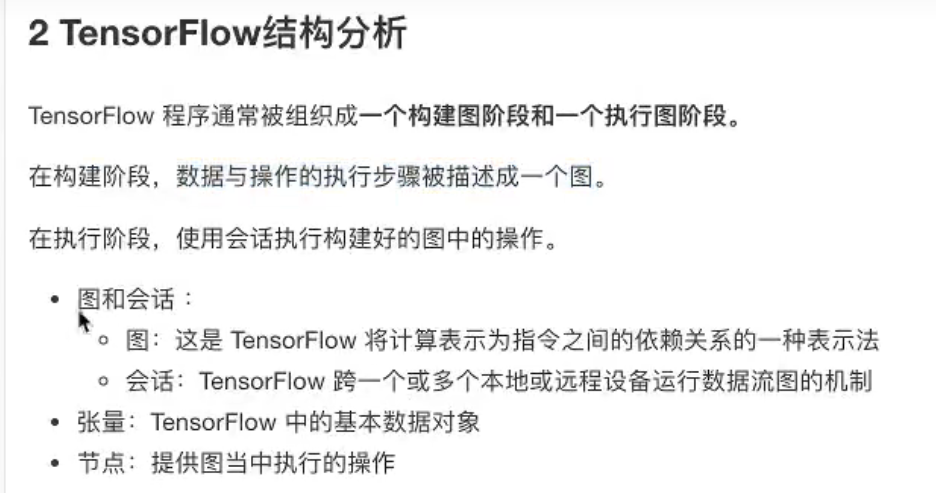 2 TensorFlow结构分析
TensorFlow 程序通常被组织成一个构建图阶段和一个执行图阶段。
在构建阶段，数据与操作的执行步骤被描述成一个图。
在执行阶段，使用会话执行构建好的图中的操作。
图和会话 ：
图：这是 TensorFlow 将计算表示为指令之间的依赖关系的一种表示法
会话：TensorFlow 跨一个或多个本地或远程设备运行数据流图的机制
张量：TensorFlow 中的基本数据对象
节点：提供图当中执行的操作